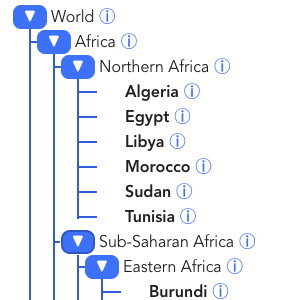 World
Africa
Northern Africa
Algeria
Egypt
Libya
Morocco
Sudan
Tunisia
Sub-Saharan Africa
Eastern Africa
Burundi